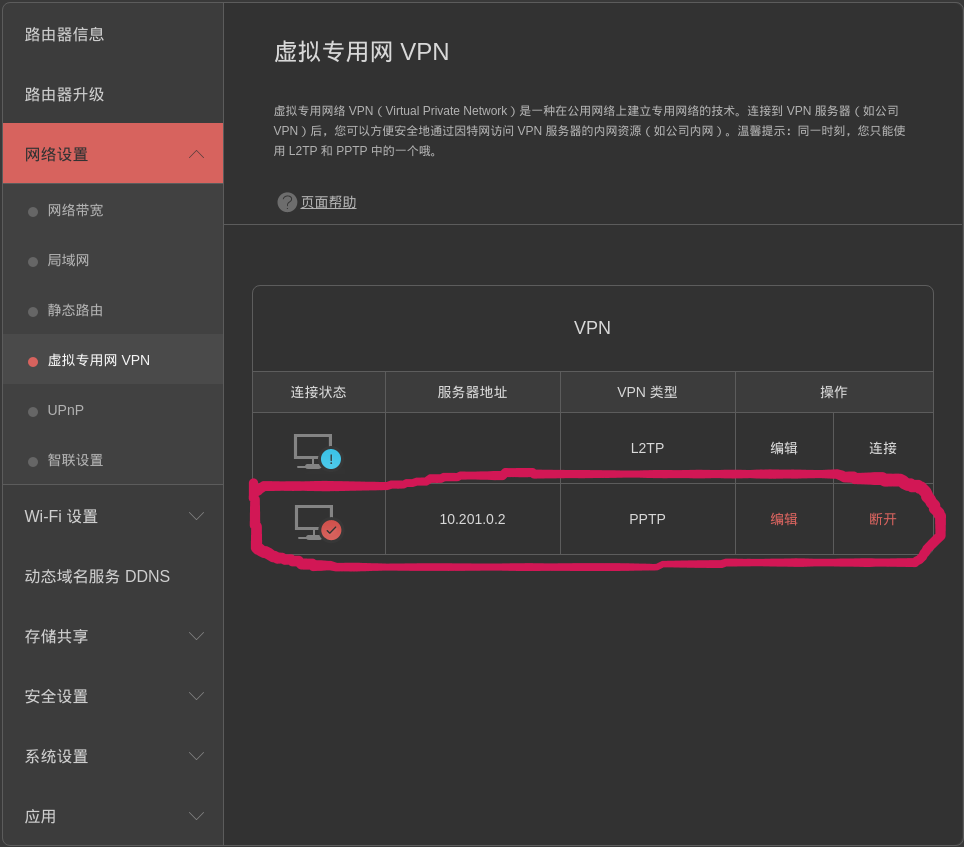 路由器信息
路由器升级
网络设置
网络带宽
局域网
静态路由
虚拟专用网 VPN
UPnP
智联设置
Wi-Fi 设置
动态域名服务 DDNS
存储共享
安全设置
系统设置
应用
虚拟专用网 VPN
虚拟专用网络 VPN（Virtual Private Network）是一种在公用网络上建立专用网络的技术。连接到 VPN 服务器（如公司
VPN）后，您可以方便安全地通过因特网访问 VPN 服务器的内网资源（如公司内网）。温馨提示：同一时刻，您只能使
用 L2TP 和 PPTP 中的一个哦。
? 页面帮助
VPN
连接状态 服务器地址 VPN 类型 操作
! L2TP 编辑 连接
10.201.0.2 PPTP 编辑 断开